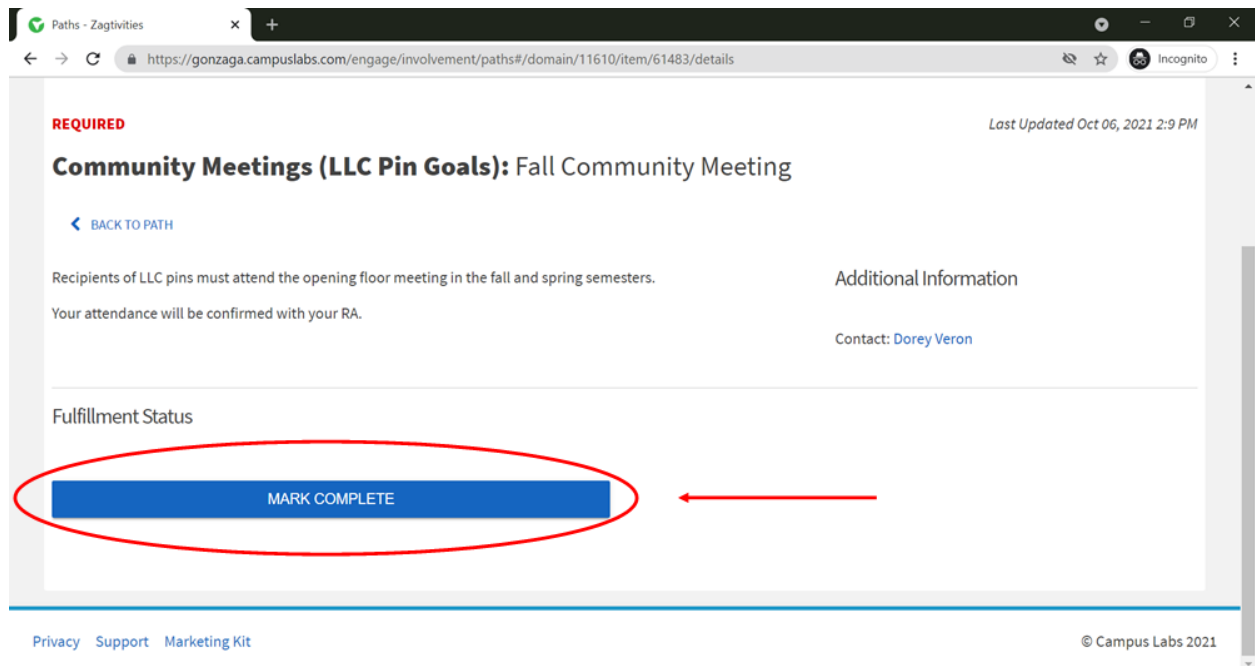 Paths - Zagtivities
https://gonzaga.campuslabs.com/engage/involvement/paths#/domain/11610/item/61483/details
Incognito
REQUIRED
Last Updated Oct 06, 2021 2:9 PM
Community Meetings (LLC Pin Goals): Fall Community Meeting
BACK TO PATH
Recipients of LLC pins must attend the opening floor meeting in the fall and spring semesters.
Additional Information
Your attendance will be confirmed with your RA.
Contact: Dorey Veron
Fulfillment Status
MARK COMPLETE
Privacy Support Marketing Kit
© Campus Labs 2021